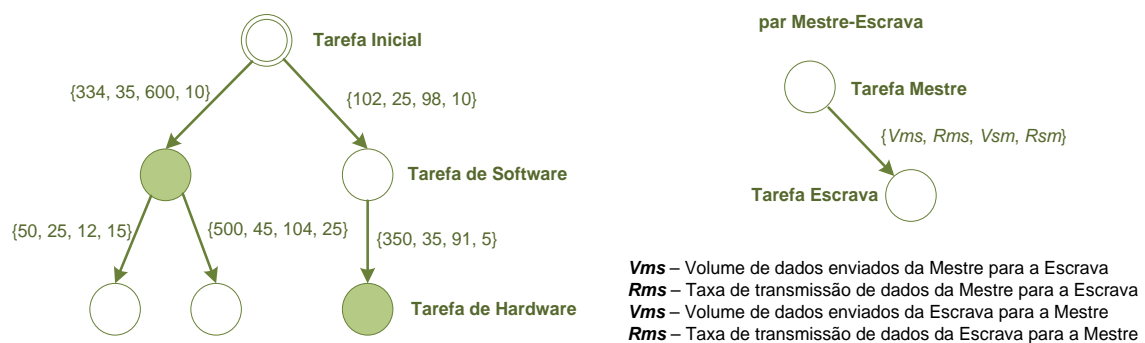 Tarefa Inicial
{334, 35, 600, 10}
{102, 25, 98, 10}
Tarefa de Software
{50, 25, 12, 15}
{500, 45, 104, 25}
{350, 35, 91, 5}
Tarefa de Hardware
par Mestre-Escrava
Tarefa Mestre
{Vms, Rms, Vsm, Rsm}
Tarefa Escrava
Vms – Volume de dados enviados da Mestre para a Escrava
Rms – Taxa de transmissão de dados da Mestre para a Escrava
Vms – Volume de dados enviados da Escrava para a Mestre
Rms – Taxa de transmissão de dados da Escrava para a Mestre